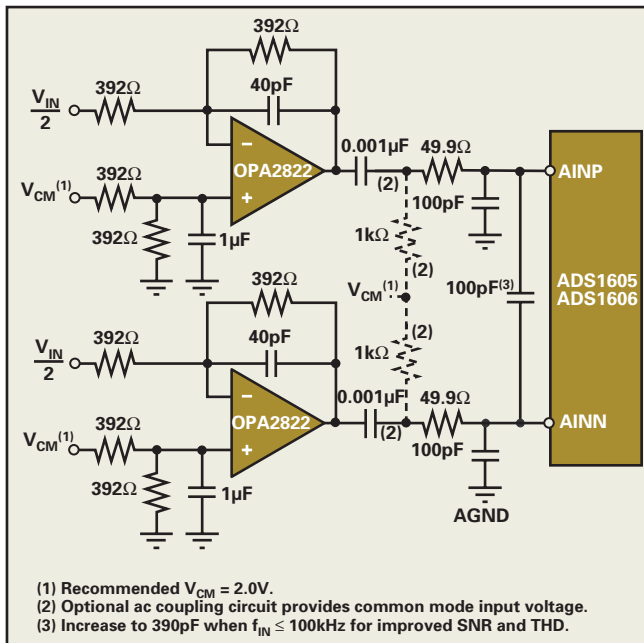 392Ω
40pF
392Ω
V_IN
2
392Ω
V_CM(1)
OPA2822
392Ω
1µF
0.001µF
(2)
49.9Ω
100pF
AINP
1kΩ
(2)
V_CM(1)
(2)
1kΩ
100pF(3)
ADS1605
ADS1606
392Ω
40pF
392Ω
V_IN
2
392Ω
V_CM(1)
OPA2822
392Ω
1µF
0.001µF
(2)
49.9Ω
100pF
AINN
AGND
(1) Recommended V_CM = 2.0V.
(2) Optional ac coupling circuit provides common mode input voltage.
(3) Increase to 390pF when f_IN ≤ 100kHz for improved SNR and THD.